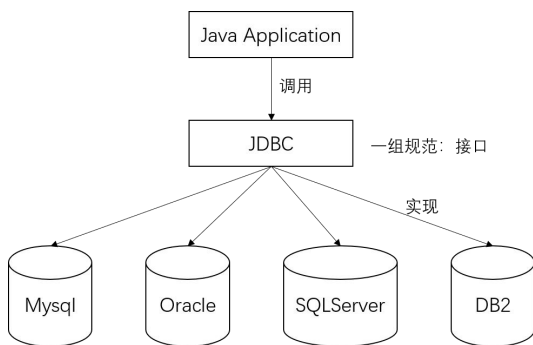 Java Application
调用
JDBC
一组规范：接口
实现
Mysql
Oracle
SQLServer
DB2